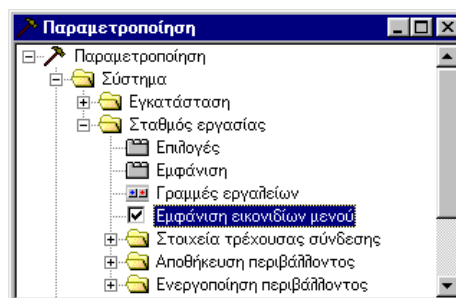 Παραμετροποίηση
Παραμετροποίηση
Σύστημα
Εγκατάσταση
Σταθμός εργασίας
Επιλογές
Εμφάνιση
Γραμμές εργαλείων
Εμφάνιση εικονιδίων μενού
Στοιχεία τρέχουσας σύνδεσης
Αποθήκευση περιβάλλοντος
Ενεργοποίηση περιβάλλοντος